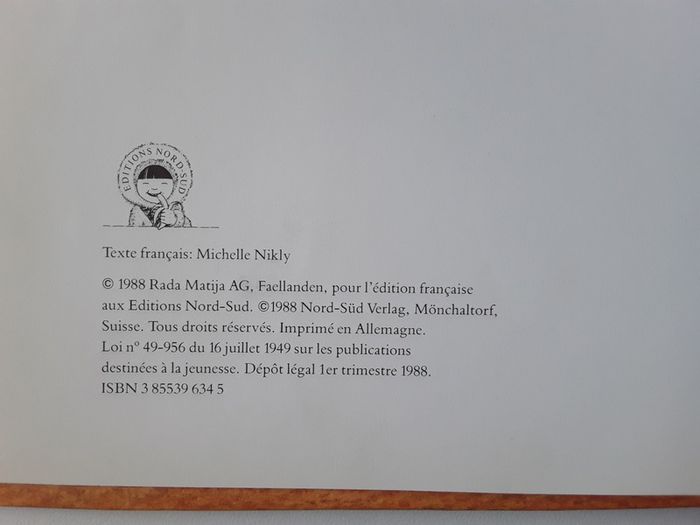 EDITIONS NORD-SUD
Texte français: Michelle Nikly
© 1988 Rada Matija AG, Faellanden, pour l'édition française
aux Editions Nord-Sud. ©1988 Nord-Süd Verlag, Mönchaltorf,
Suisse. Tous droits réservés. Imprimé en Allemagne.
Loi nº 49-956 du 16 juillet 1949 sur les publications
destinées à la jeunesse. Dépôt légal 1er trimestre 1988.
ISBN 3 85539 634 5